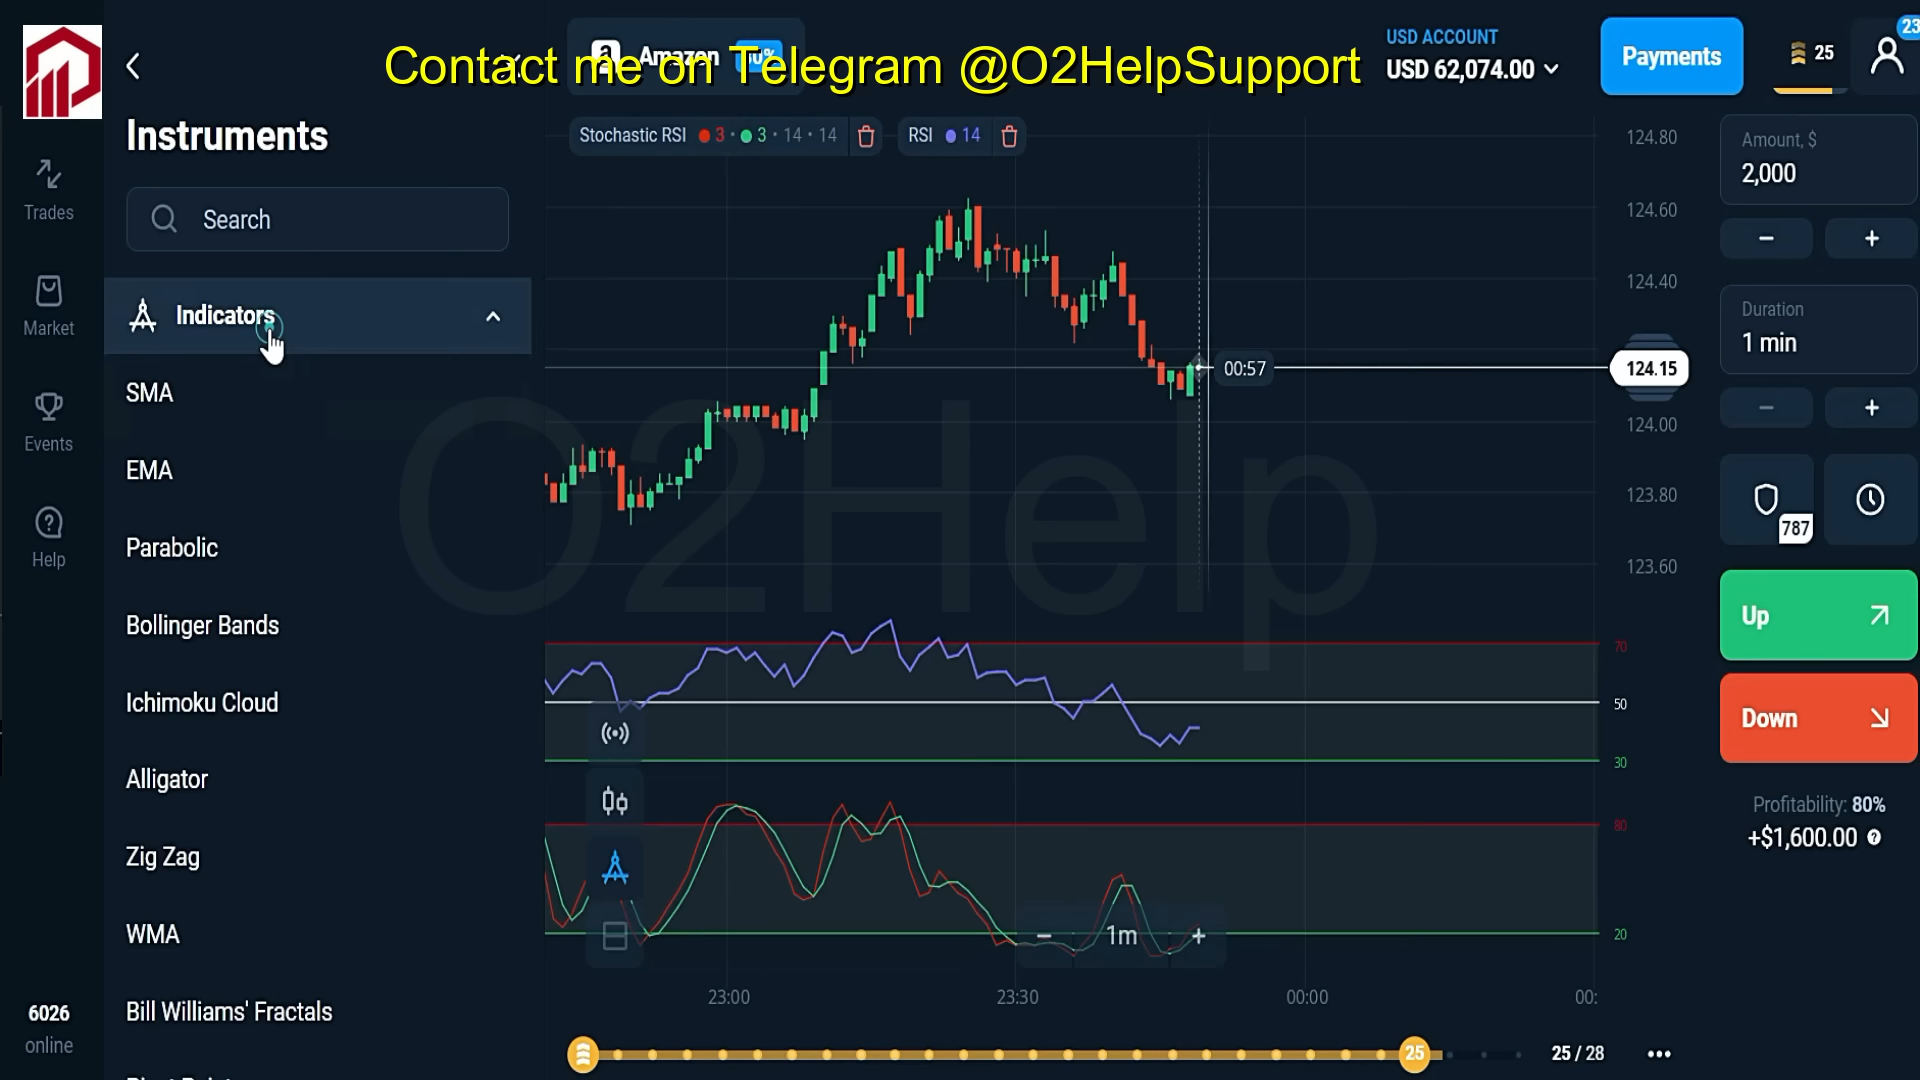 Contact me on Telegram @O2HelpSupport
Amazon
USD ACCOUNT
USD 62,074.00
Payments
25
23
Instruments
Search
Indicators
SMA
EMA
Parabolic
Bollinger Bands
Ichimoku Cloud
Alligator
Zig Zag
WMA
Bill Williams' Fractals
Trades
Market
Events
Help
6026
online
Stochastic RSI 3 · 3 · 14 · 14
RSI 14
O2Help
124.80
124.60
124.40
00:57
124.15
124.00
123.80
123.60
70
50
30
80
20
1m
23:00
23:30
00:00
00:
25
25 / 28
Amount, $
2,000
− +
Duration
1 min
− +
787
Up
Down
Profitability: 80%
+$1,600.00